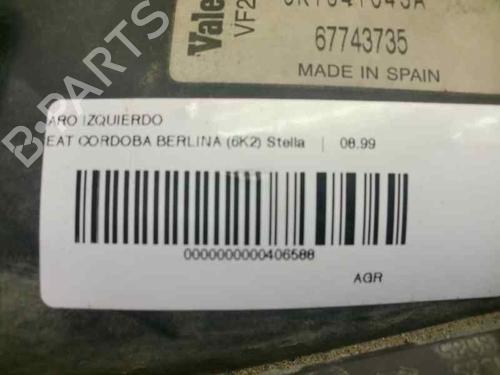 Vale
VF2
67743735
MADE IN SPAIN
B-PARTS
ARO IZQUIERDO
EAT CORDOBA BERLINA (6K2) Stella | 08.99
0000000000406588
AGR